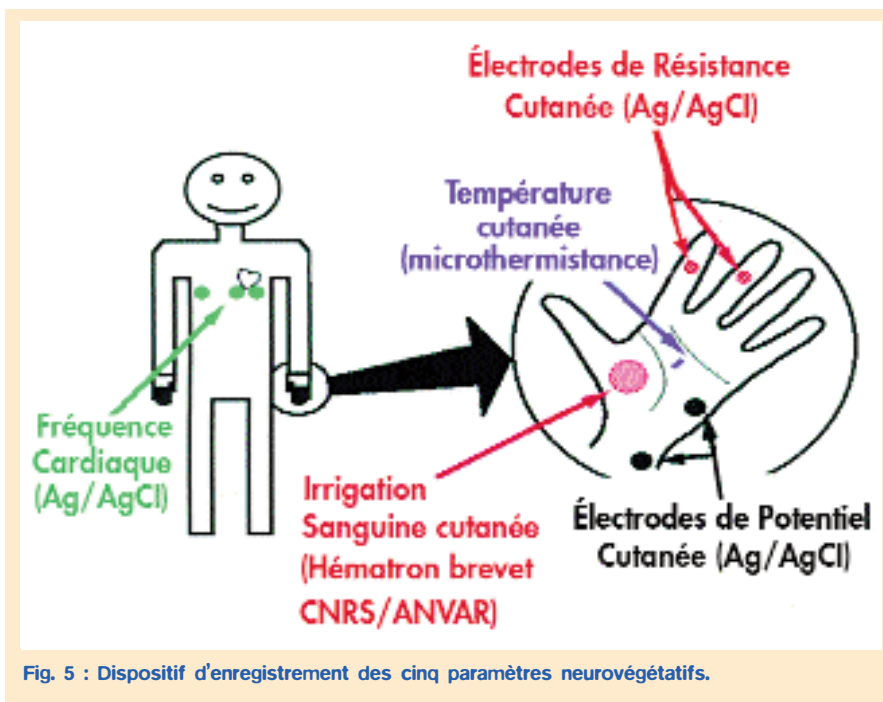 Électrodes de Résistance
Cutanée (Ag/AgCl)
Température
cutanée
(microthermistance)
Fréquence
Cardiaque
(Ag/AgCl)
Irrigation
Sanguine cutanée
(Hématron brevet
CNRS/ANVAR)
Électrodes de Potentiel
Cutanée (Ag/AgCl)
Fig. 5 : Dispositif d'enregistrement des cinq paramètres neurovégétatifs.